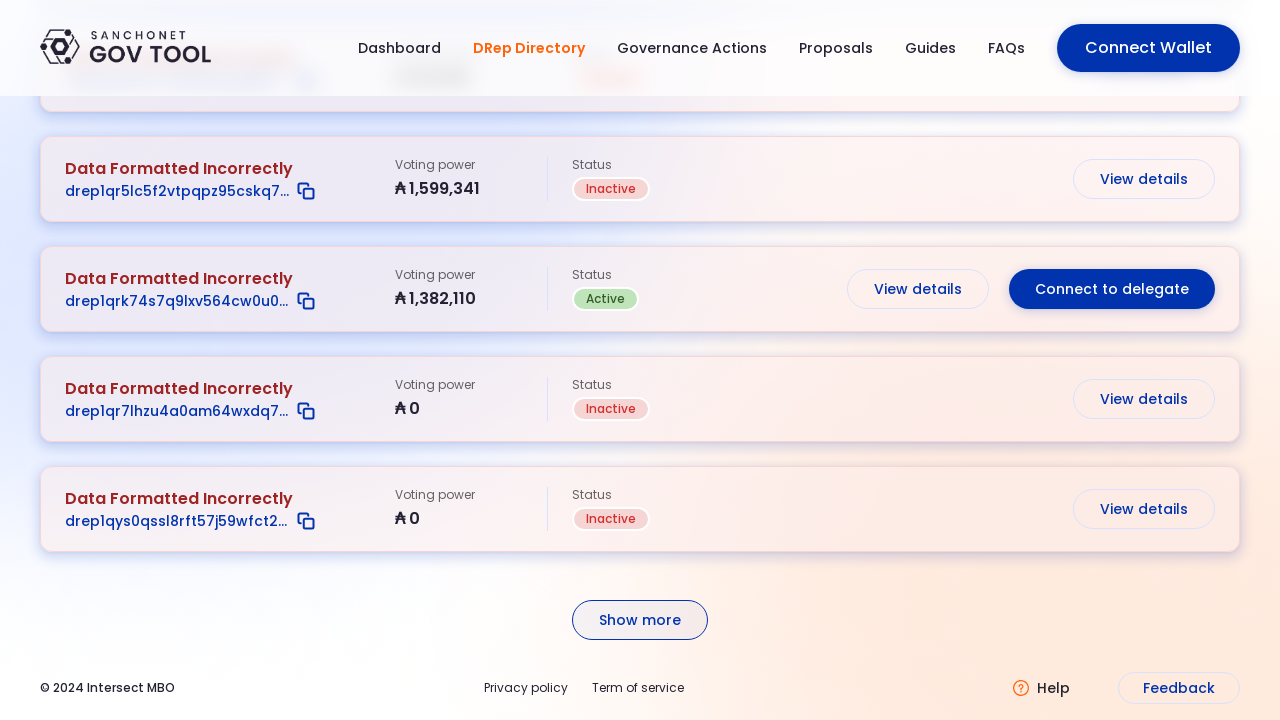 SANCHONET
GOV TOOL
Dashboard
DRep Directory
Governance Actions
Proposals
Guides
FAQs
Connect Wallet
Data Formatted Incorrectly
drep1qr5lc5f2vtpqpz95cskq7...
Voting power
₳ 1,599,341
Status
Inactive
View details
Data Formatted Incorrectly
drep1qrk74s7q9lxv564cw0u0...
Voting power
₳ 1,382,110
Status
Active
View details
Connect to delegate
Data Formatted Incorrectly
drep1qr7lhzu4a0am64wxdq7...
Voting power
₳ 0
Status
Inactive
View details
Data Formatted Incorrectly
drep1qys0qssl8rft57j59wfct2...
Voting power
₳ 0
Status
Inactive
View details
Show more
© 2024 Intersect MBO
Privacy policy
Term of service
Help
Feedback